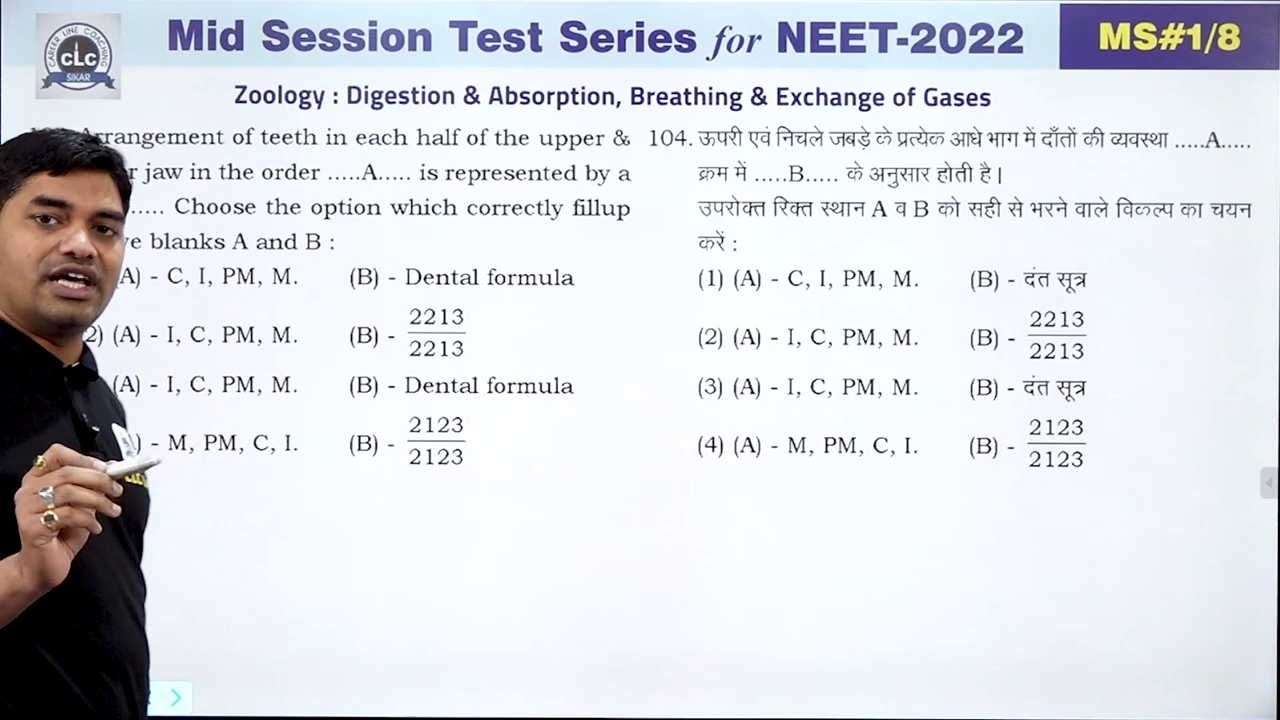 Mid Session Test Series for NEET-2022
MS#1/8
CAREER LINE COACHING
CLC
SIKAR
Zoology : Digestion & Absorption, Breathing & Exchange of Gases
Arrangement of teeth in each half of the upper &
jaw in the order .....A..... is represented by a
..... Choose the option which correctly fillup
blanks A and B :
A) - C, I, PM, M. (B) - Dental formula
2) (A) - I, C, PM, M. (B) - 2213
2213
(A) - I, C, PM, M. (B) - Dental formula
) - M, PM, C, I. (B) - 2123
2123
104. ऊपरी एवं निचले जबड़े के प्रत्येक आधे भाग में दाँतों की व्यवस्था .....A.....
क्रम में .....B..... के अनुसार होती है।
उपरोक्त रिक्त स्थान A व B को सही से भरने वाले विकल्प का चयन
करें :
(1) (A) - C, I, PM, M. (B) - दंत सूत्र
(2) (A) - I, C, PM, M. (B) - 2213
2213
(3) (A) - I, C, PM, M. (B) - दंत सूत्र
(4) (A) - M, PM, C, I. (B) - 2123
2123